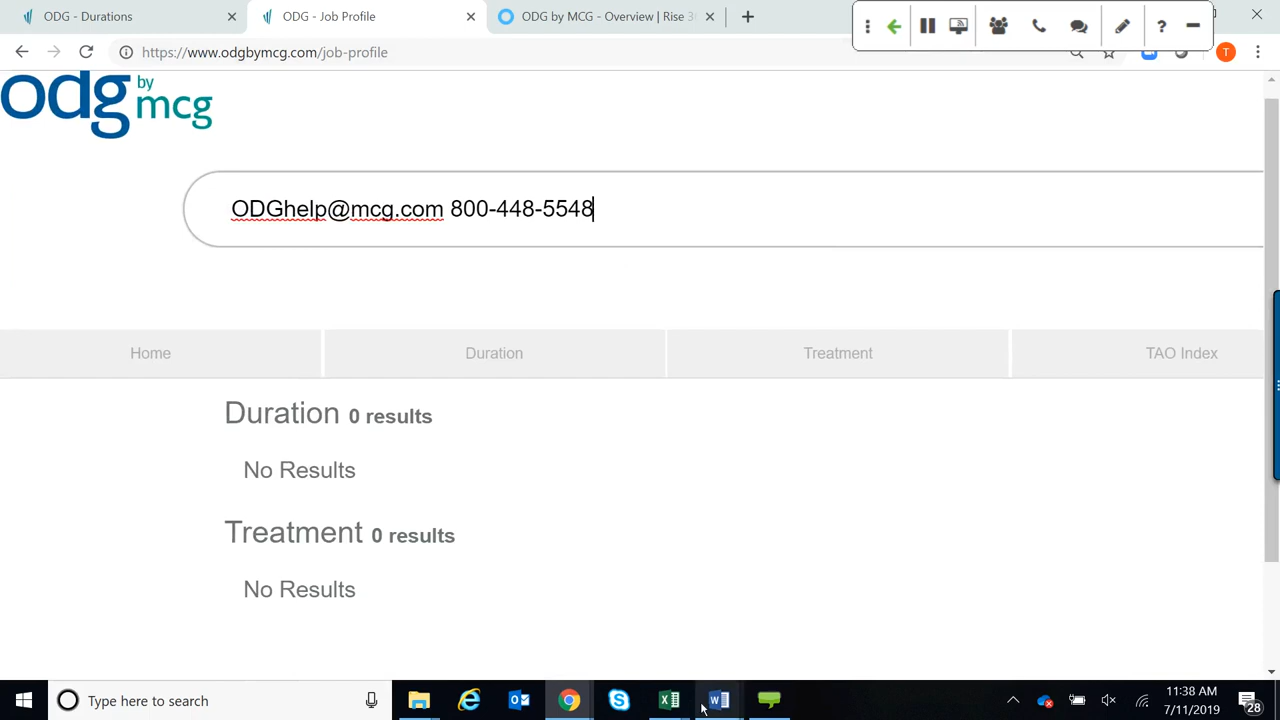 ODG - Durations
ODG - Job Profile
ODG by MCG - Overview | Rise 36
https://www.odgbymcg.com/job-profile
T
odg by mcg
ODGhelp@mcg.com 800-448-5548
Home
Duration
Treatment
TAO Index
Duration 0 results
No Results
Treatment 0 results
No Results
Type here to search
11:38 AM
7/11/2019
28